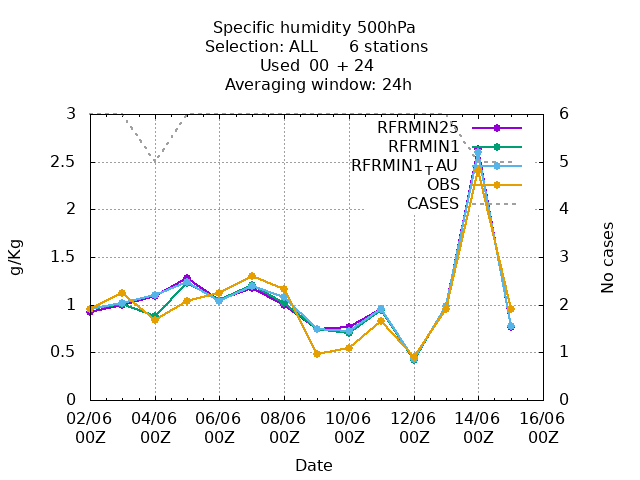 Specific humidity 500hPa
Selection: ALL 6 stations
Used 00 + 24
Averaging window: 24h
3
2.5
2
1.5
1
0.5
0
g/Kg
6
5
4
3
2
1
0
No cases
RFRMIN25
RFRMIN1
RFRMIN1_TAU
OBS
CASES
02/06 04/06 06/06 08/06 10/06 12/06 14/06 16/06
00Z 00Z 00Z 00Z 00Z 00Z 00Z 00Z
Date